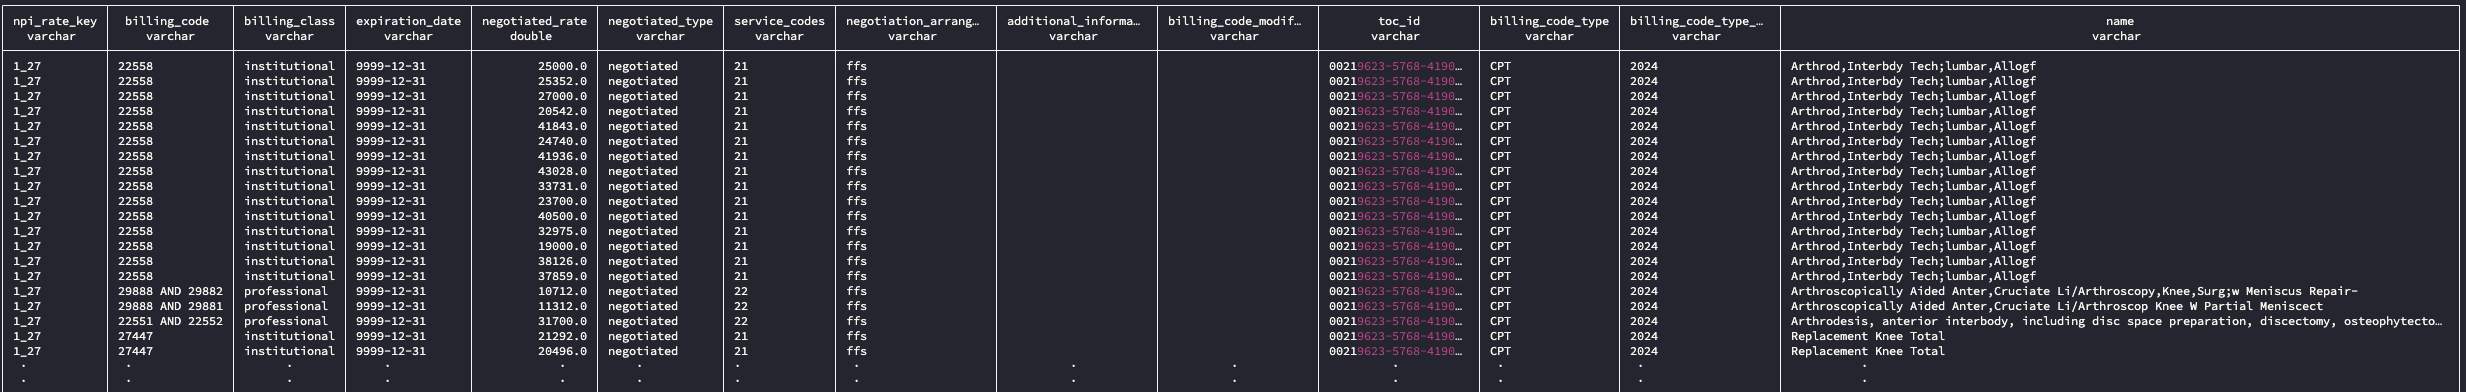 npi_rate_key billing_code billing_class expiration_date negotiated_rate negotiated_type service_codes negotiation_arrang… additional_informa… billing_code_modif… toc_id billing_code_type billing_code_type_… name
varchar varchar varchar varchar double varchar varchar varchar varchar varchar varchar varchar varchar varchar
1_27 22558 institutional 9999-12-31 25000.0 negotiated 21 ffs 00219623-5768-4190… CPT 2024 Arthrod,Interbdy Tech;lumbar,Allogf
1_27 22558 institutional 9999-12-31 25352.0 negotiated 21 ffs 00219623-5768-4190… CPT 2024 Arthrod,Interbdy Tech;lumbar,Allogf
1_27 22558 institutional 9999-12-31 27000.0 negotiated 21 ffs 00219623-5768-4190… CPT 2024 Arthrod,Interbdy Tech;lumbar,Allogf
1_27 22558 institutional 9999-12-31 20542.0 negotiated 21 ffs 00219623-5768-4190… CPT 2024 Arthrod,Interbdy Tech;lumbar,Allogf
1_27 22558 institutional 9999-12-31 41843.0 negotiated 21 ffs 00219623-5768-4190… CPT 2024 Arthrod,Interbdy Tech;lumbar,Allogf
1_27 22558 institutional 9999-12-31 24740.0 negotiated 21 ffs 00219623-5768-4190… CPT 2024 Arthrod,Interbdy Tech;lumbar,Allogf
1_27 22558 institutional 9999-12-31 41936.0 negotiated 21 ffs 00219623-5768-4190… CPT 2024 Arthrod,Interbdy Tech;lumbar,Allogf
1_27 22558 institutional 9999-12-31 43028.0 negotiated 21 ffs 00219623-5768-4190… CPT 2024 Arthrod,Interbdy Tech;lumbar,Allogf
1_27 22558 institutional 9999-12-31 33731.0 negotiated 21 ffs 00219623-5768-4190… CPT 2024 Arthrod,Interbdy Tech;lumbar,Allogf
1_27 22558 institutional 9999-12-31 23700.0 negotiated 21 ffs 00219623-5768-4190… CPT 2024 Arthrod,Interbdy Tech;lumbar,Allogf
1_27 22558 institutional 9999-12-31 40500.0 negotiated 21 ffs 00219623-5768-4190… CPT 2024 Arthrod,Interbdy Tech;lumbar,Allogf
1_27 22558 institutional 9999-12-31 32975.0 negotiated 21 ffs 00219623-5768-4190… CPT 2024 Arthrod,Interbdy Tech;lumbar,Allogf
1_27 22558 institutional 9999-12-31 19000.0 negotiated 21 ffs 00219623-5768-4190… CPT 2024 Arthrod,Interbdy Tech;lumbar,Allogf
1_27 22558 institutional 9999-12-31 38126.0 negotiated 21 ffs 00219623-5768-4190… CPT 2024 Arthrod,Interbdy Tech;lumbar,Allogf
1_27 22558 institutional 9999-12-31 37859.0 negotiated 21 ffs 00219623-5768-4190… CPT 2024 Arthrod,Interbdy Tech;lumbar,Allogf
1_27 29888 AND 29882 professional 9999-12-31 10712.0 negotiated 22 ffs 00219623-5768-4190… CPT 2024 Arthroscopically Aided Anter,Cruciate Li/Arthroscopy,Knee,Surg;w Meniscus Repair-
1_27 29888 AND 29881 professional 9999-12-31 11312.0 negotiated 22 ffs 00219623-5768-4190… CPT 2024 Arthroscopically Aided Anter,Cruciate Li/Arthroscop Knee W Partial Meniscect
1_27 22551 AND 22552 professional 9999-12-31 31700.0 negotiated 22 ffs 00219623-5768-4190… CPT 2024 Arthrodesis, anterior interbody, including disc space preparation, discectomy, osteophytecto…
1_27 27447 institutional 9999-12-31 21292.0 negotiated 21 ffs 00219623-5768-4190… CPT 2024 Replacement Knee Total
1_27 27447 institutional 9999-12-31 20496.0 negotiated 21 ffs 00219623-5768-4190… CPT 2024 Replacement Knee Total
. . . . . . . . . . . . . .
. . . . . . . . . . . . . .